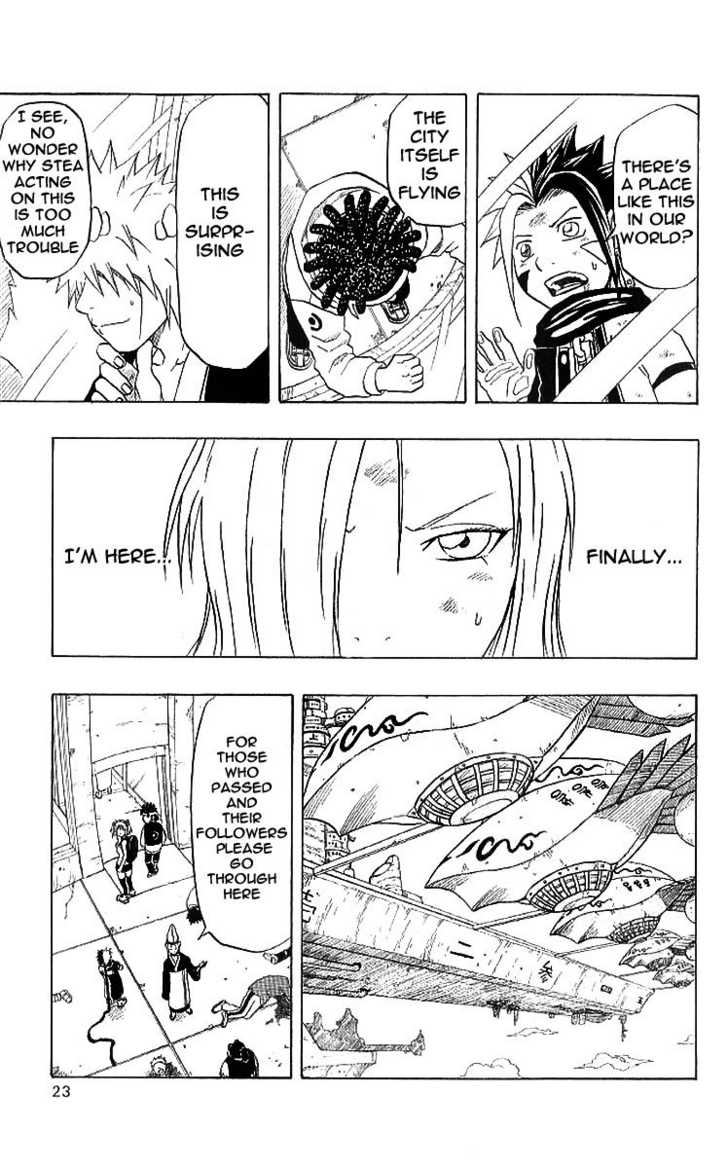 THERE'S
A PLACE
LIKE THIS
IN OUR
WORLD?
THE
CITY
ITSELF
IS
FLYING
THIS
IS
SURPR-
ISING
I SEE,
NO
WONDER
WHY STEA
ACTING
ON THIS
IS TOO
MUCH
TROUBLE
FINALLY...
I'M HERE...
FOR
THOSE
WHO
PASSED
AND
THEIR
FOLLOWERS
PLEASE
GO
THROUGH
HERE
23